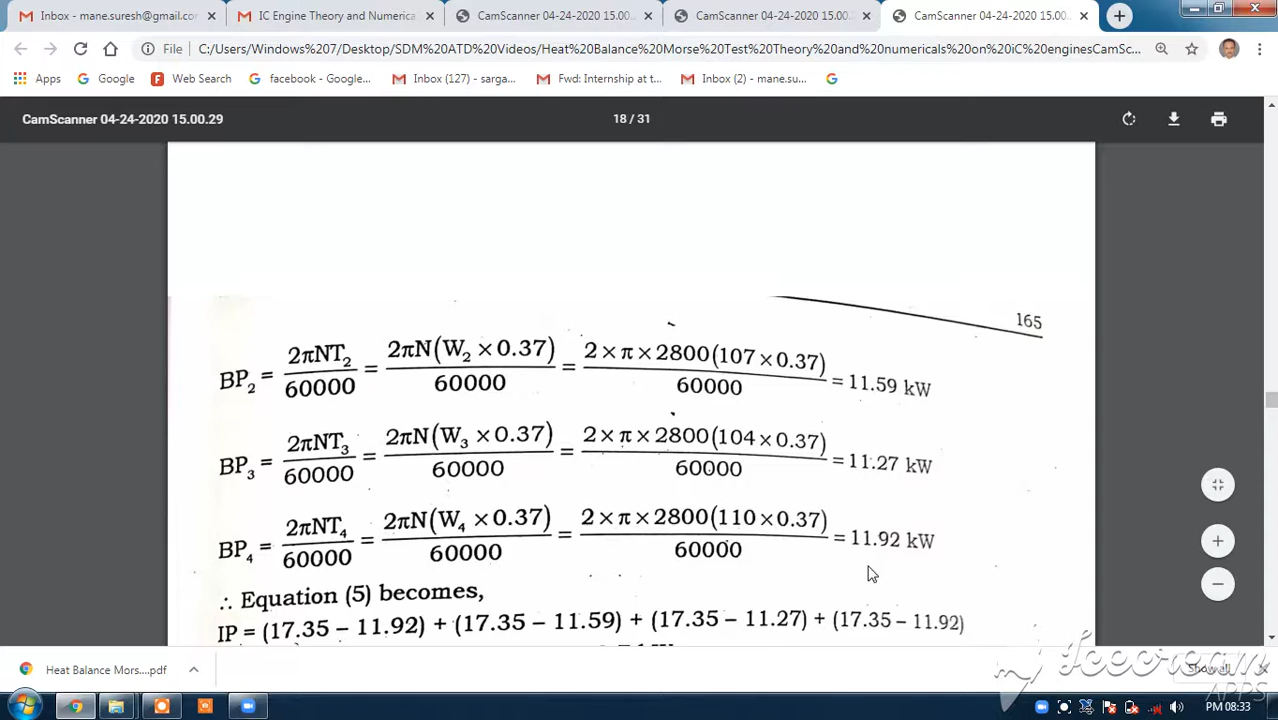 Inbox - mane.suresh@gmail.co
IC Engine Theory and Numerica
CamScanner 04-24-2020 15.00...
CamScanner 04-24-2020 15.00.2
CamScanner 04-24-2020 15.00...
File C:/Users/Windows%207/Desktop/SDM%20ATD%20Videos/Heat%20Balance%20Morse%20Test%20Theory%20and%20numericals%20on%20iC%20enginesCamSc...
Apps Google Web Search facebook - Google... Inbox (127) - sarga... Fwd: Internship at t... Inbox (2) - mane.su...
CamScanner 04-24-2020 15.00.29
18 / 31
165
BP₂ = 2πNT₂/60000 = 2πN(W₂ × 0.37)/60000 = 2 × π × 2800(107 × 0.37)/60000 = 11.59 kW
BP₃ = 2πNT₃/60000 = 2πN(W₃ × 0.37)/60000 = 2 × π × 2800(104 × 0.37)/60000 = 11.27 kW
BP₄ = 2πNT₄/60000 = 2πN(W₄ × 0.37)/60000 = 2 × π × 2800(110 × 0.37)/60000 = 11.92 kW
∴ Equation (5) becomes,
IP = (17.35 – 11.92) + (17.35 – 11.59) + (17.35 – 11.27) + (17.35 – 11.92)
Heat Balance Mors....pdf
Show all
Icecream
APPS
PM 08:33